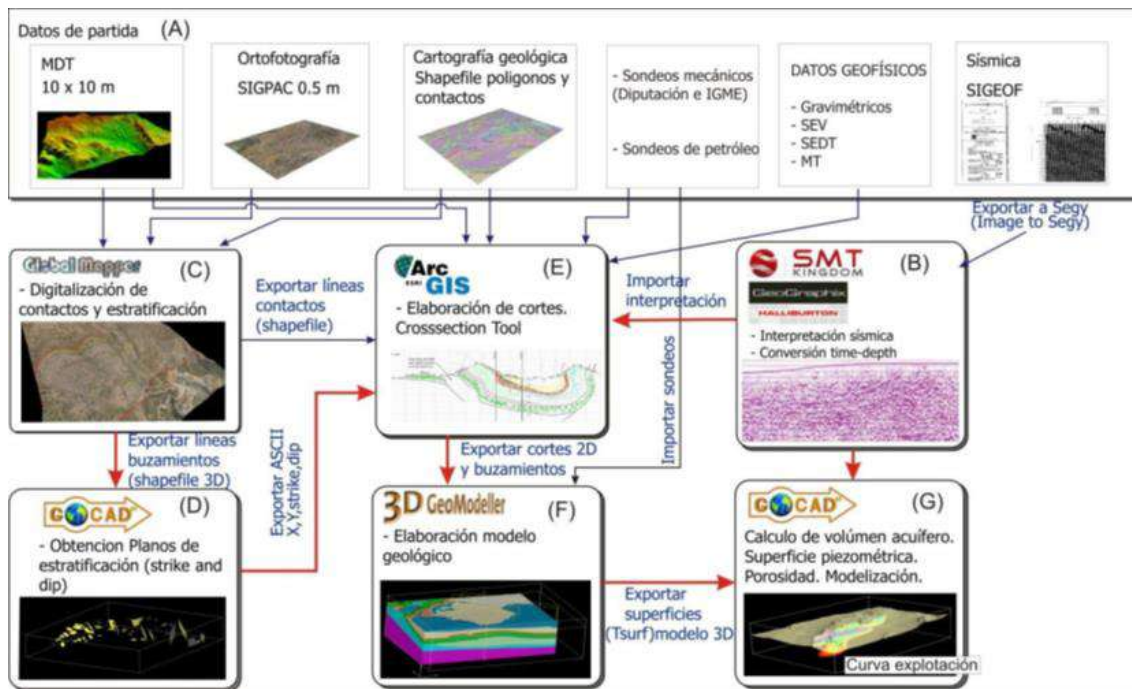 Datos de partida
(A)
MDT
10 x 10 m
Ortofotografía
SIGPAC 0.5 m
Cartografía geológica
Shapefile poligonos y
contactos
- Sondeos mecánicos
(Diputación e IGME)
- Sondeos de petróleo
DATOS GEOFÍSICOS
- Gravimétricos
- SEV
- SEDT
- MT
Sísmica
SIGEOF
Exportar a Segy
(Image to Segy)
Global Mapper
(C)
- Digitalización de
contactos y estratificación
Exportar líneas
contactos
(shapefile)
Arc
ESRI GIS
(E)
- Elaboración de cortes.
Crosssection Tool
Importar
interpretación
Importar sondeos
SMT
KINGDOM
(B)
GeoGraphix
HALLIBURTON
- Interpretación sísmica
- Conversión time-depth
Exportar líneas
buzamientos
(shapefile 3D)
Exportar ASCII
X,Y,strike,dip
Exportar cortes 2D
y buzamientos
GOCAD
(D)
- Obtencion Planos de
estratificación (strike and
dip)
3D GeoModeller
(F)
- Elaboración modelo
geológico
Exportar
superficies
(Tsurf)modelo 3D
GOCAD
(G)
Calculo de volúmen acuífero.
Superficie piezométrica.
Porosidad. Modelización.
Curva explotación